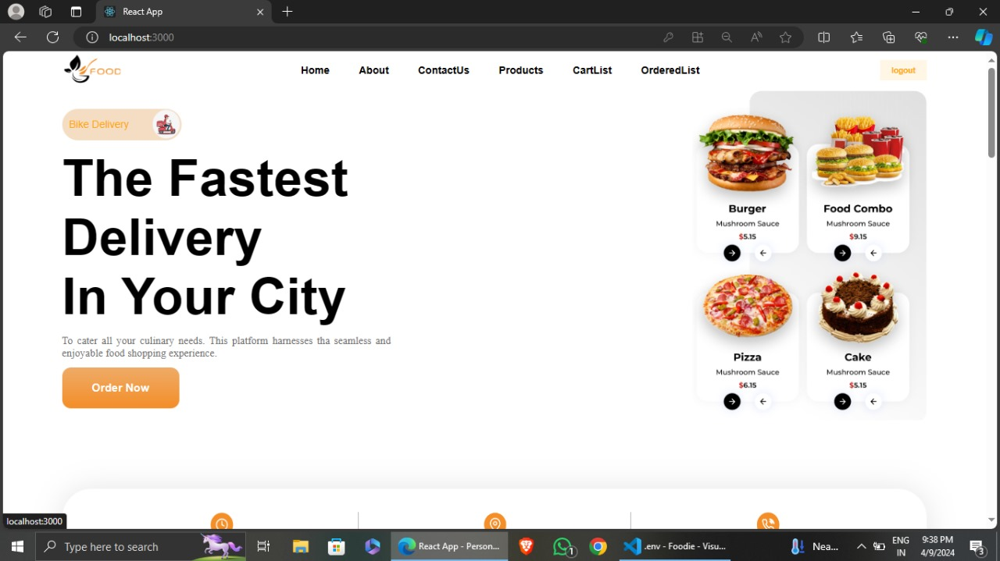 React App
localhost:3000
FOOD
Home About ContactUs Products CartList OrderedList
logout
Bike Delivery
The Fastest
Delivery
In Your City
To cater all your culinary needs. This platform harnesses tha seamless and
enjoyable food shopping experience.
Order Now
Burger
Mushroom Sauce
$5.15
Food Combo
Mushroom Sauce
$9.15
Pizza
Mushroom Sauce
$6.15
Cake
Mushroom Sauce
$5.15
localhost:3000
Type here to search
React App - Person...
1
.env - Foodie - Visu...
Nea...
ENG
IN
9:38 PM
4/9/2024
3